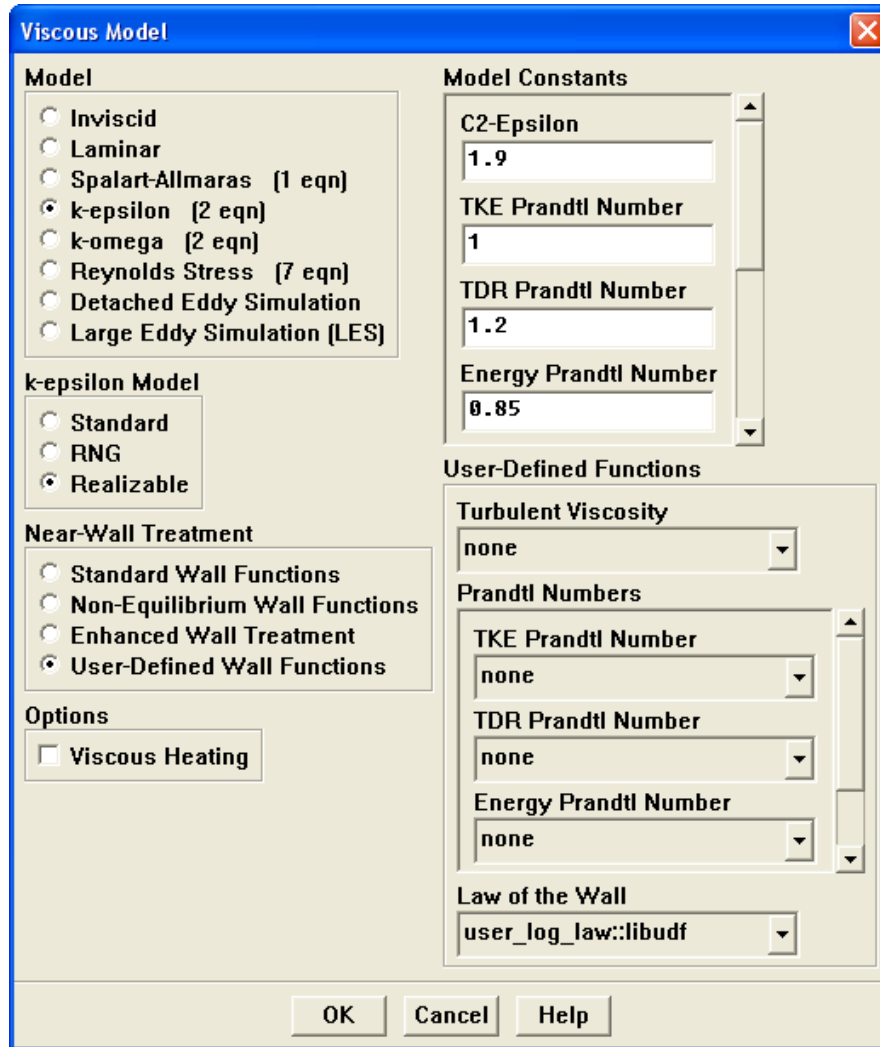 Viscous Model
Model
Inviscid
Laminar
Spalart-Allmaras (1 eqn)
k-epsilon (2 eqn)
k-omega (2 eqn)
Reynolds Stress (7 eqn)
Detached Eddy Simulation
Large Eddy Simulation (LES)
k-epsilon Model
Standard
RNG
Realizable
Near-Wall Treatment
Standard Wall Functions
Non-Equilibrium Wall Functions
Enhanced Wall Treatment
User-Defined Wall Functions
Options
Viscous Heating
Model Constants
C2-Epsilon
1.9
TKE Prandtl Number
1
TDR Prandtl Number
1.2
Energy Prandtl Number
0.85
User-Defined Functions
Turbulent Viscosity
none
Prandtl Numbers
TKE Prandtl Number
none
TDR Prandtl Number
none
Energy Prandtl Number
none
Law of the Wall
user_log_law::libudf
OK Cancel Help